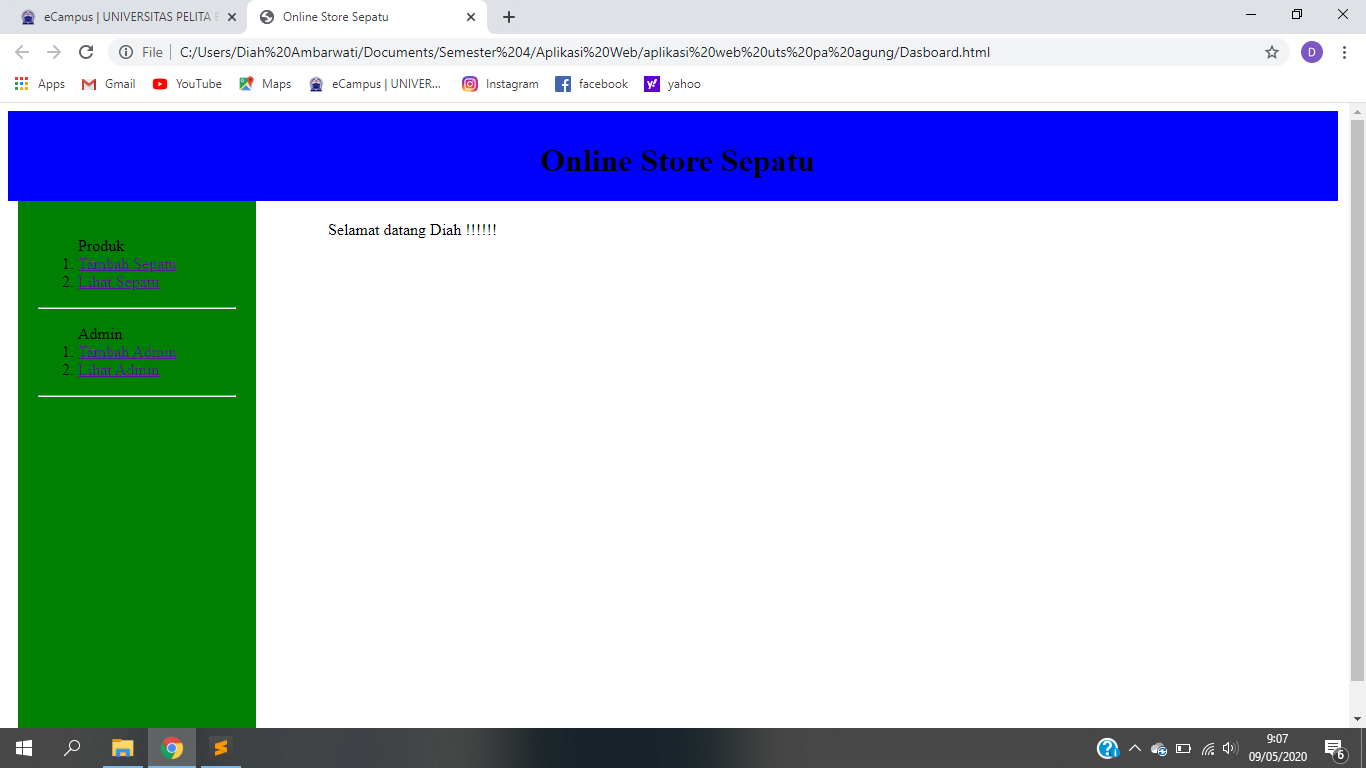 eCampus | UNIVERSITAS PELITA
Online Store Sepatu
File
C:/Users/Diah%20Ambarwati/Documents/Semester%204/Aplikasi%20Web/aplikasi%20web%20uts%20pa%20agung/Dasboard.html
D
Apps
Gmail
YouTube
Maps
eCampus | UNIVER...
Instagram
facebook
yahoo
Online Store Sepatu
Selamat datang Diah !!!!!!
Produk
1. Tambah Sepatu
2. Lihat Sepatu
Admin
1. Tambah Admin
2. Lihat Admin
9:07
09/05/2020
6